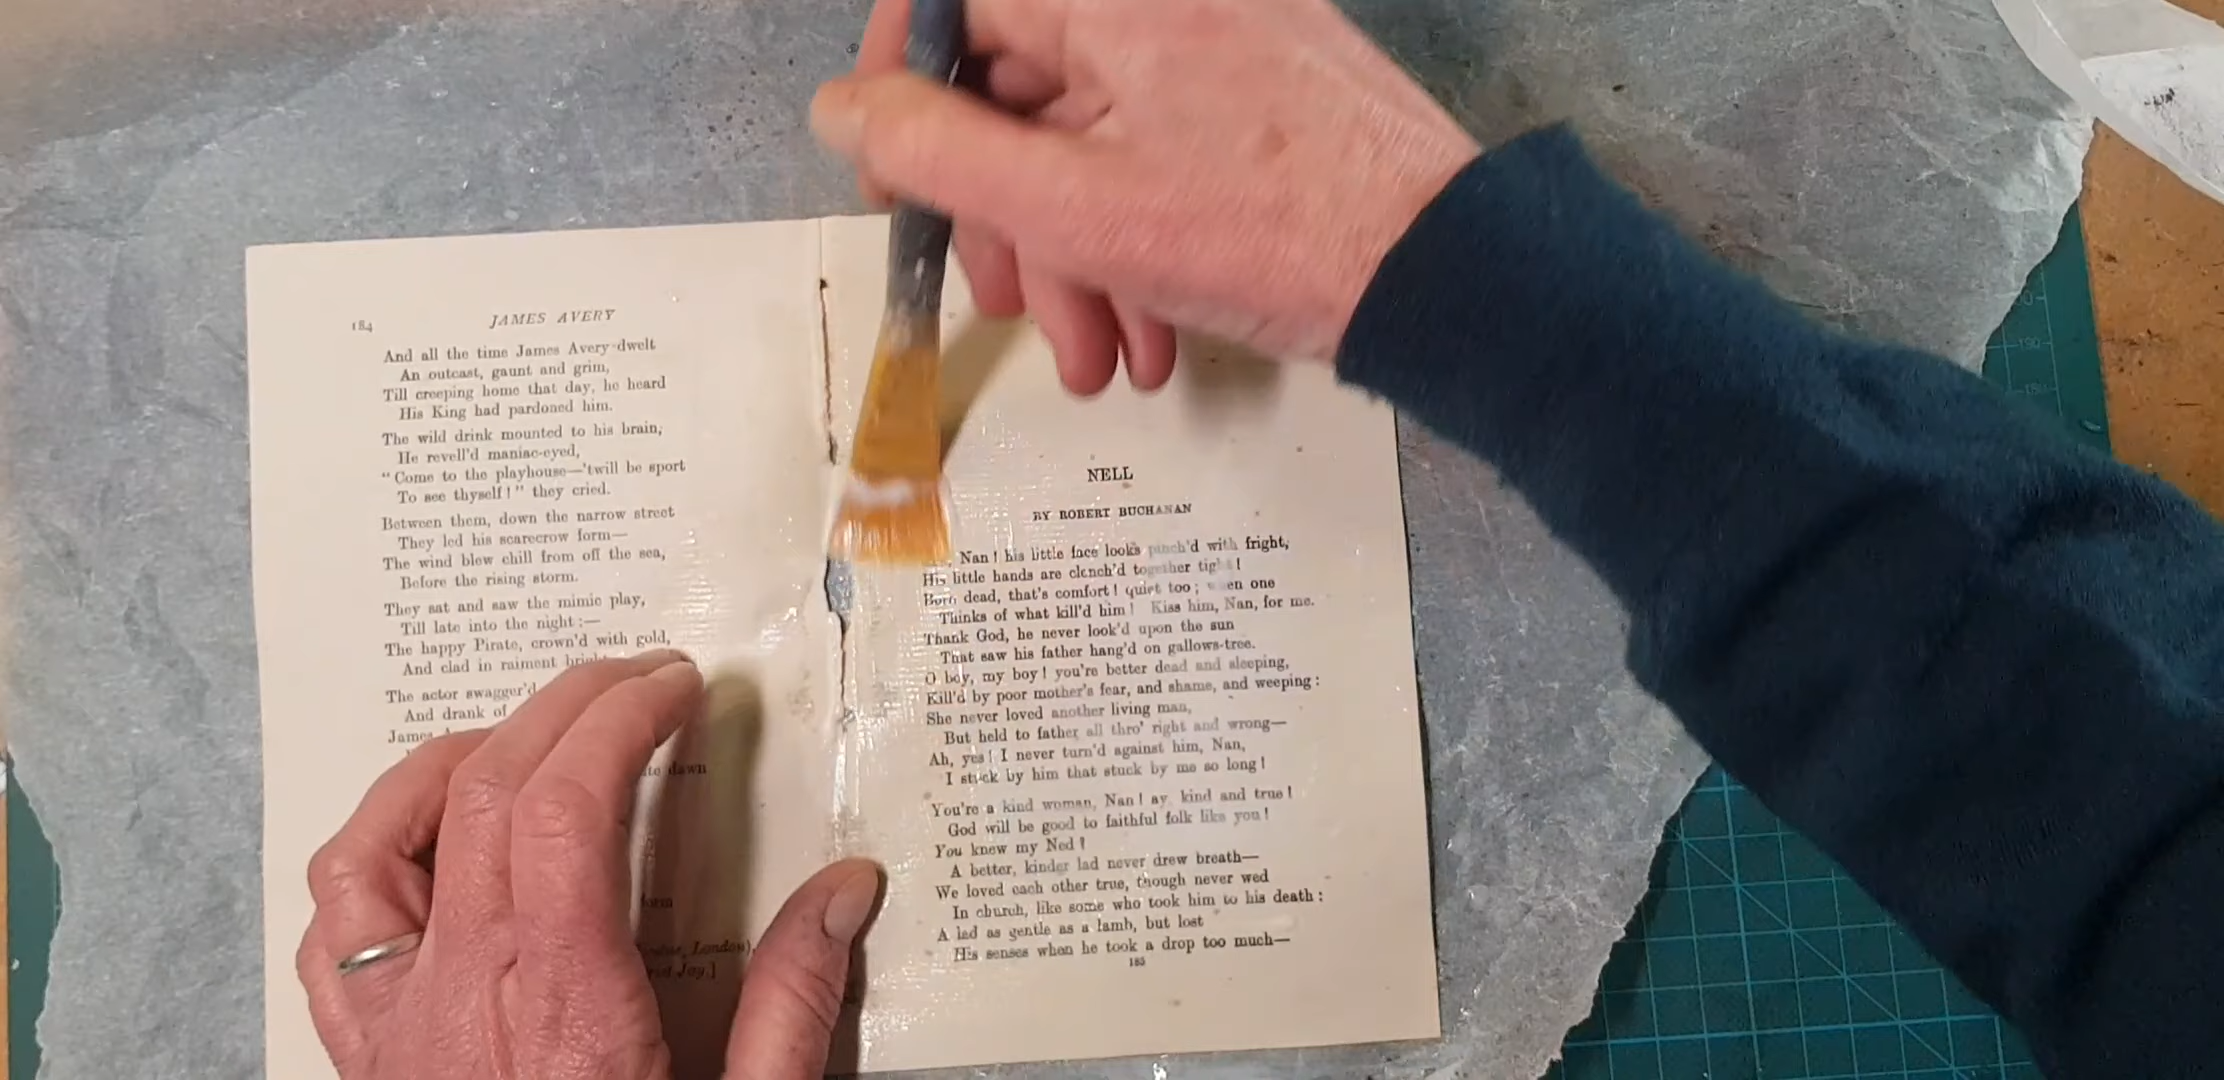 184
JAMES AVERY
And all the time James Avery dwelt
An outcast, gaunt and grim,
Till creeping home that day, he heard
His King had pardoned him.
The wild drink mounted to his brain,
He revell'd maniac-eyed,
"Come to the playhouse—'twill be sport
To see thyself!" they cried.
Between them, down the narrow street
They led his scarecrow form—
The wind blew chill from off the sea,
Before the rising storm.
They sat and saw the mimic play,
Till late into the night:—
The happy Pirate, crown'd with gold,
And clad in raiment bright
The actor swagger'd
And drank of
James
dawn
London),
Jay.]
NELL
BY ROBERT BUCHANAN
Nan! his little face looks pinch'd with fright,
His little hands are clench'd together tight!
Born dead, that's comfort! quiet too; when one
Thinks of what kill'd him! Kiss him, Nan, for me.
Thank God, he never look'd upon the sun
That saw his father hang'd on gallows-tree.
O boy, my boy! you're better dead and sleeping,
Kill'd by poor mother's fear, and shame, and weeping:
She never loved another living man,
But held to father all thro' right and wrong—
Ah, yes! I never turn'd against him, Nan,
I stuck by him that stuck by me so long!
You're a kind woman, Nan! ay, kind and true!
God will be good to faithful folk like you!
You knew my Ned?
A better, kinder lad never drew breath—
We loved each other true, though never wed
In church, like some who took him to his death:
A lad as gentle as a lamb, but lost
His senses when he took a drop too much—
185
190